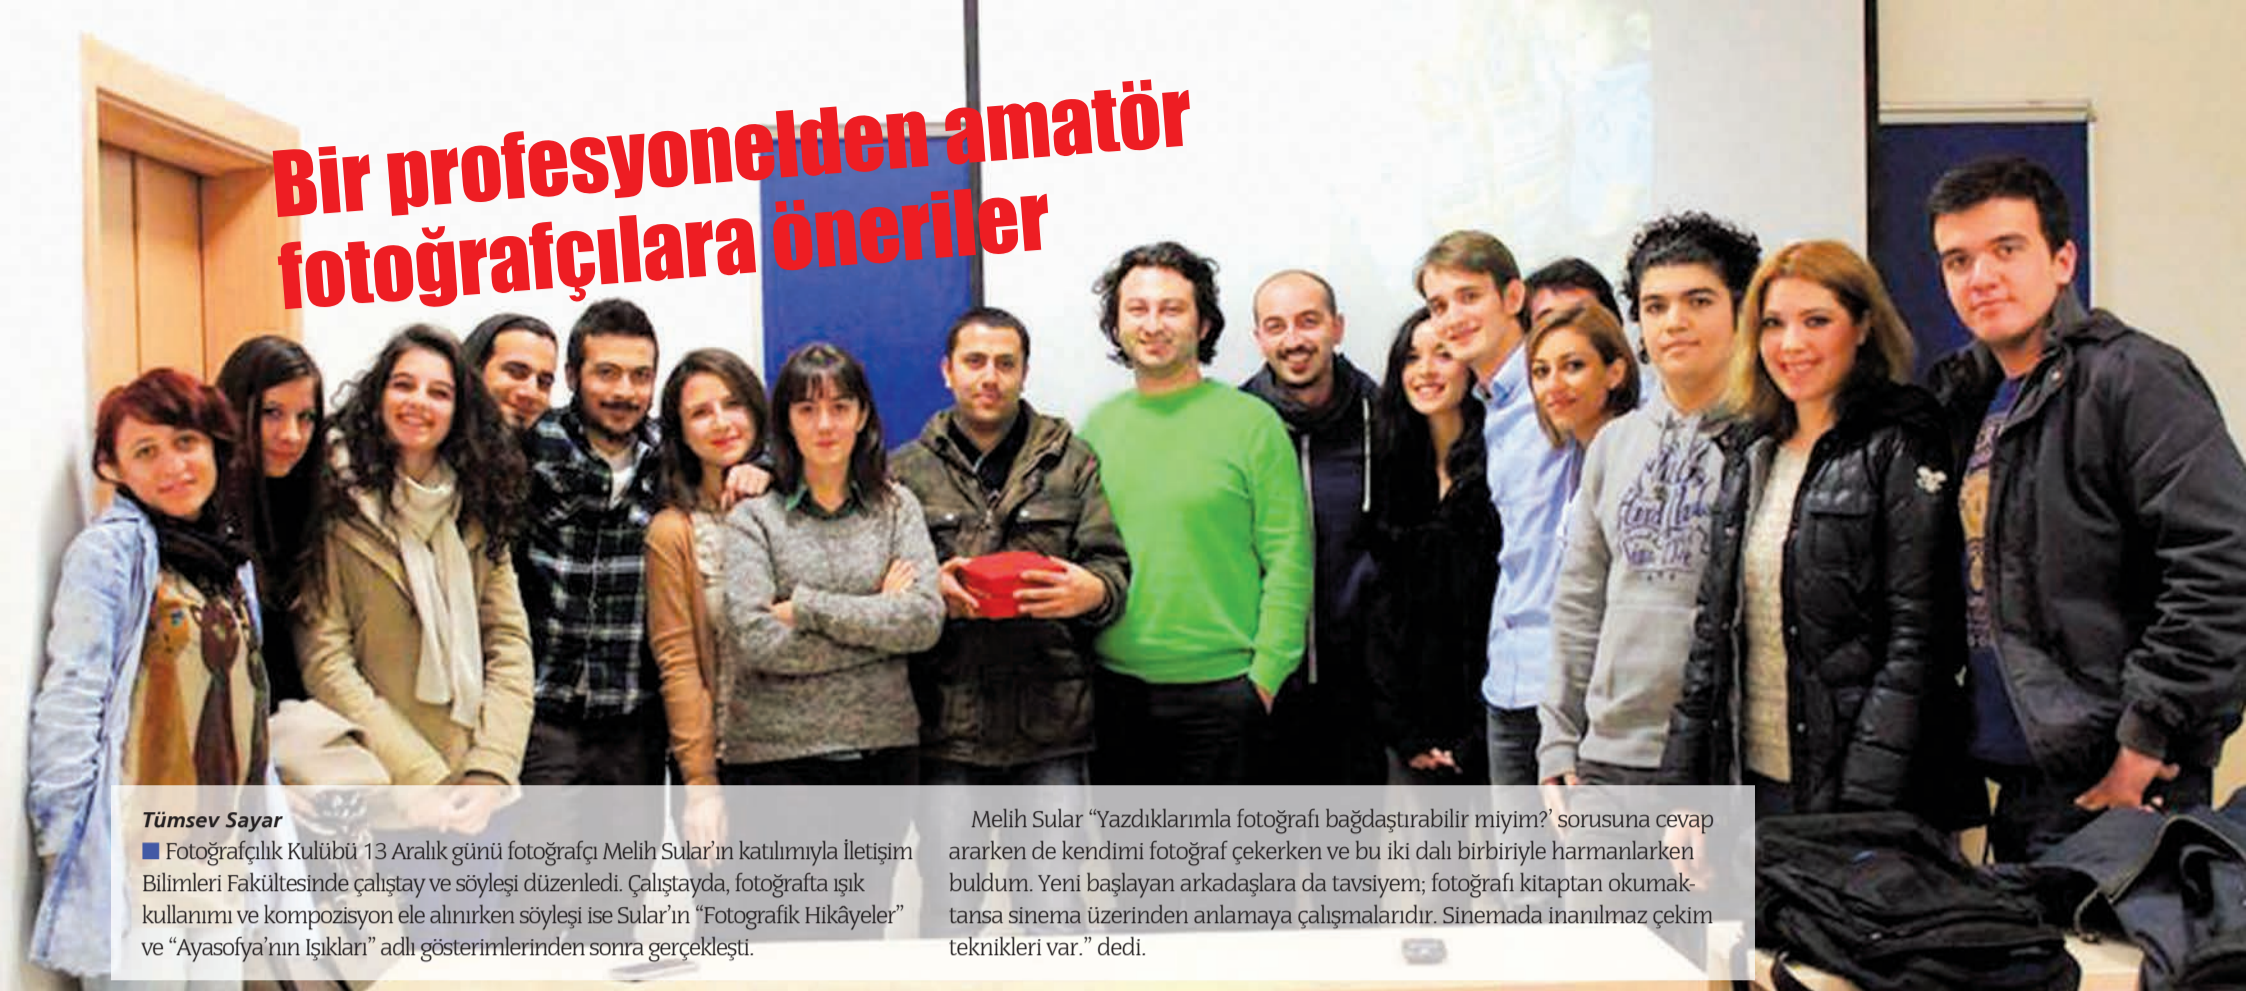 Bir profesyonelden amatör
fotoğrafçılara öneriler
Tümsev Sayar
■ Fotoğrafçılık Kulübü 13 Aralık günü fotoğrafçı Melih Sular’ın katılımıyla İletişim
Bilimleri Fakültesinde çalıştay ve söyleşi düzenledi. Çalıştayda, fotoğrafta ışık
kullanımı ve kompozisyon ele alınırken söyleşi ise Sular’ın “Fotografik Hikâyeler”
ve “Ayasofya’nın Işıkları” adlı gösterimlerinden sonra gerçekleşti.
Melih Sular “Yazdıklarımla fotoğrafı bağdaştırabilir miyim?’ sorusuna cevap
ararken de kendimi fotoğraf çekerken ve bu iki dalı birbiriyle harmanlarken
buldum. Yeni başlayan arkadaşlara da tavsiyem; fotoğrafı kitaptan okumak-
tansa sinema üzerinden anlamaya çalışmalarıdır. Sinemada inanılmaz çekim
teknikleri var.” dedi.